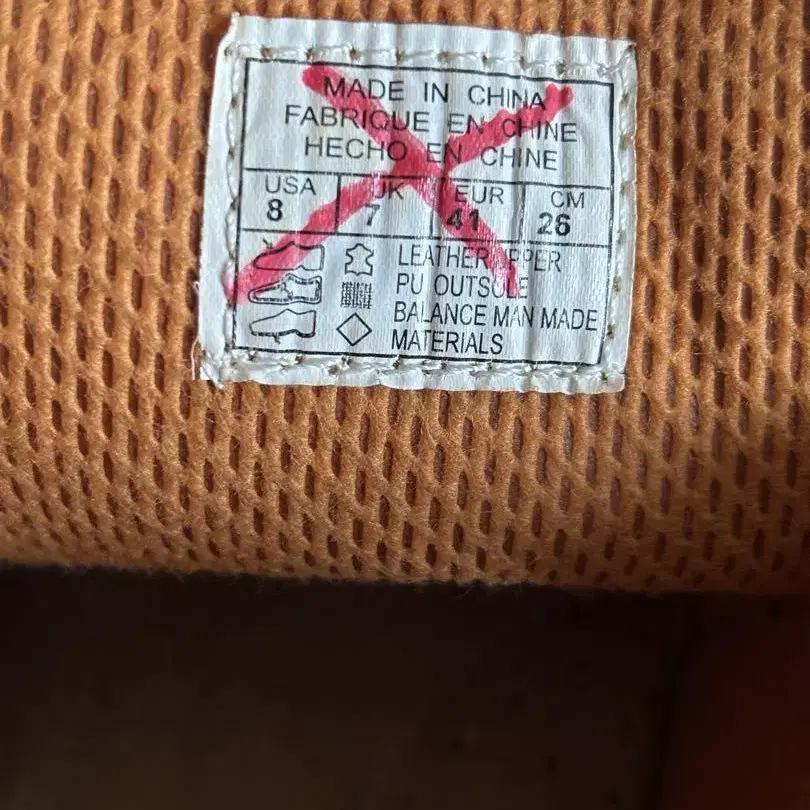 MADE IN CHINA
FABRIQUE EN CHINE
HECHO EN CHINE
USA UK EUR CM
8 7 41 26
LEATHER UPPER
PU OUTSOLE
BALANCE MAN MADE
MATERIALS